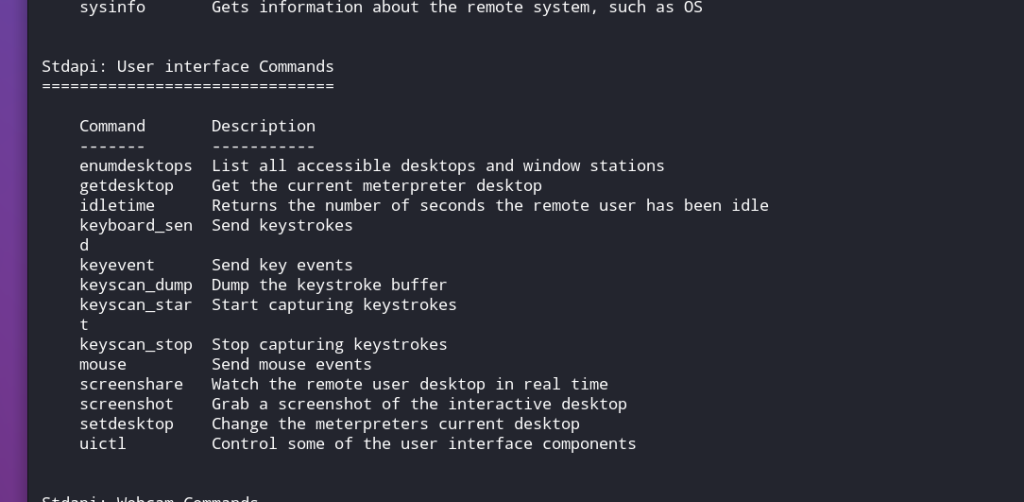 sysinfo       Gets information about the remote system, such as OS
Stdapi: User interface Commands
===============================
Command       Description
-------       -----------
enumdesktops  List all accessible desktops and window stations
getdesktop    Get the current meterpreter desktop
idletime      Returns the number of seconds the remote user has been idle
keyboard_sen  Send keystrokes
d
keyevent      Send key events
keyscan_dump  Dump the keystroke buffer
keyscan_star  Start capturing keystrokes
t
keyscan_stop  Stop capturing keystrokes
mouse         Send mouse events
screenshare   Watch the remote user desktop in real time
screenshot    Grab a screenshot of the interactive desktop
setdesktop    Change the meterpreters current desktop
uictl         Control some of the user interface components
Stdapi: Webcam Commands